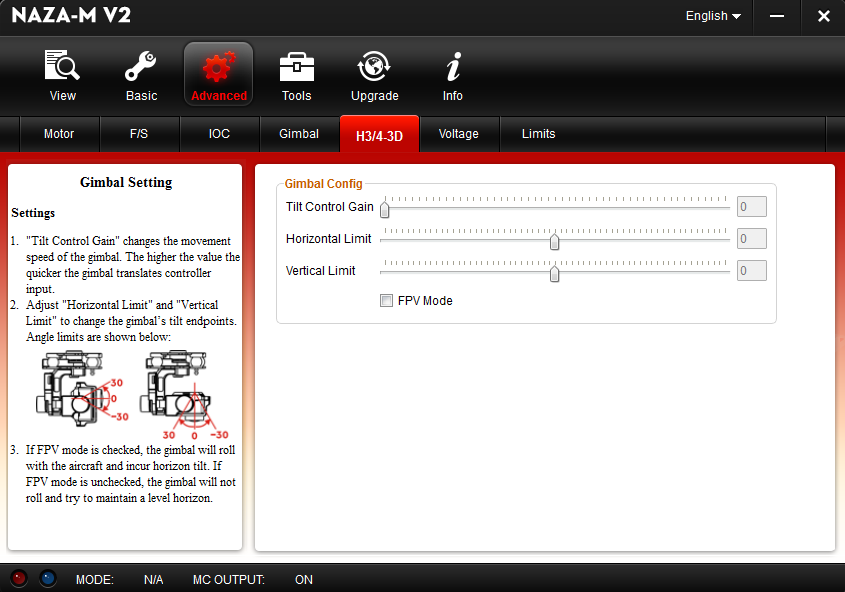 NAZA-M V2
English
View
Basic
Advanced
Tools
Upgrade
Info
Motor
F/S
IOC
Gimbal
H3/4-3D
Voltage
Limits
Gimbal Setting
Settings
1. "Tilt Control Gain" changes the movement
speed of the gimbal. The higher the value the
quicker the gimbal translates controller
input.
2. Adjust "Horizontal Limit" and "Vertical
Limit" to change the gimbal's tilt endpoints.
Angle limits are shown below:
30
0
-30
30 0 -30
3. If FPV mode is checked, the gimbal will roll
with the aircraft and incur horizon tilt. If
FPV mode is unchecked, the gimbal will not
roll and try to maintain a level horizon.
Gimbal Config
Tilt Control Gain 0
Horizontal Limit 0
Vertical Limit 0
FPV Mode
MODE: N/A MC OUTPUT: ON